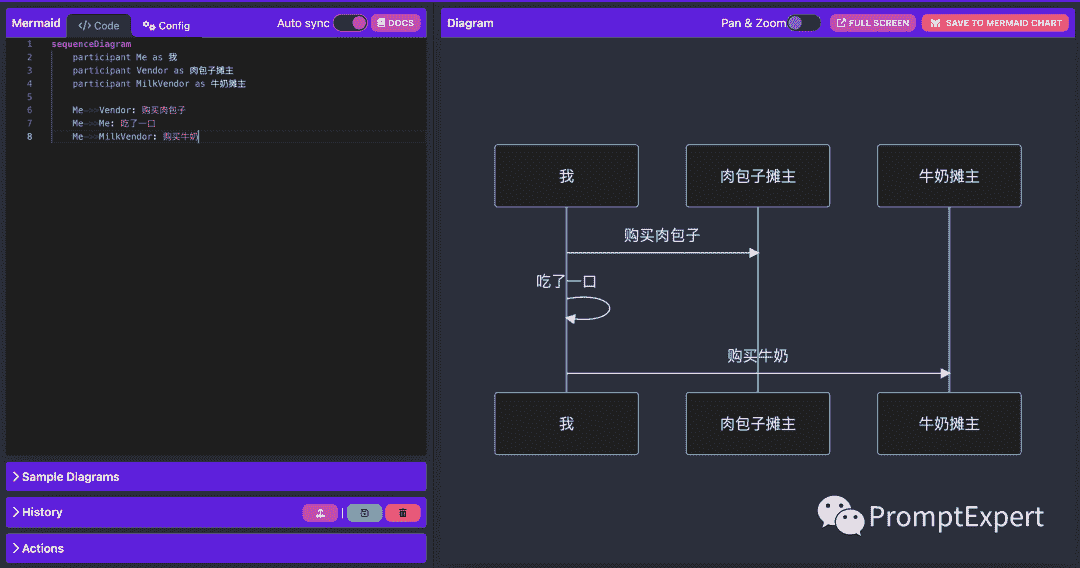 Mermaid
Code
Config
Auto sync
DOCS
1 sequenceDiagram
2 participant Me as 我
3 participant Vendor as 肉包子摊主
4 participant MilkVendor as 牛奶摊主
5
6 Me->>Vendor: 购买肉包子
7 Me->>Me: 吃了一口
8 Me->>MilkVendor: 购买牛奶
Sample Diagrams
History
Actions
Diagram
Pan & Zoom
FULL SCREEN
SAVE TO MERMAID CHART
我
肉包子摊主
牛奶摊主
购买肉包子
吃了一口
购买牛奶
我
肉包子摊主
牛奶摊主
PromptExpert